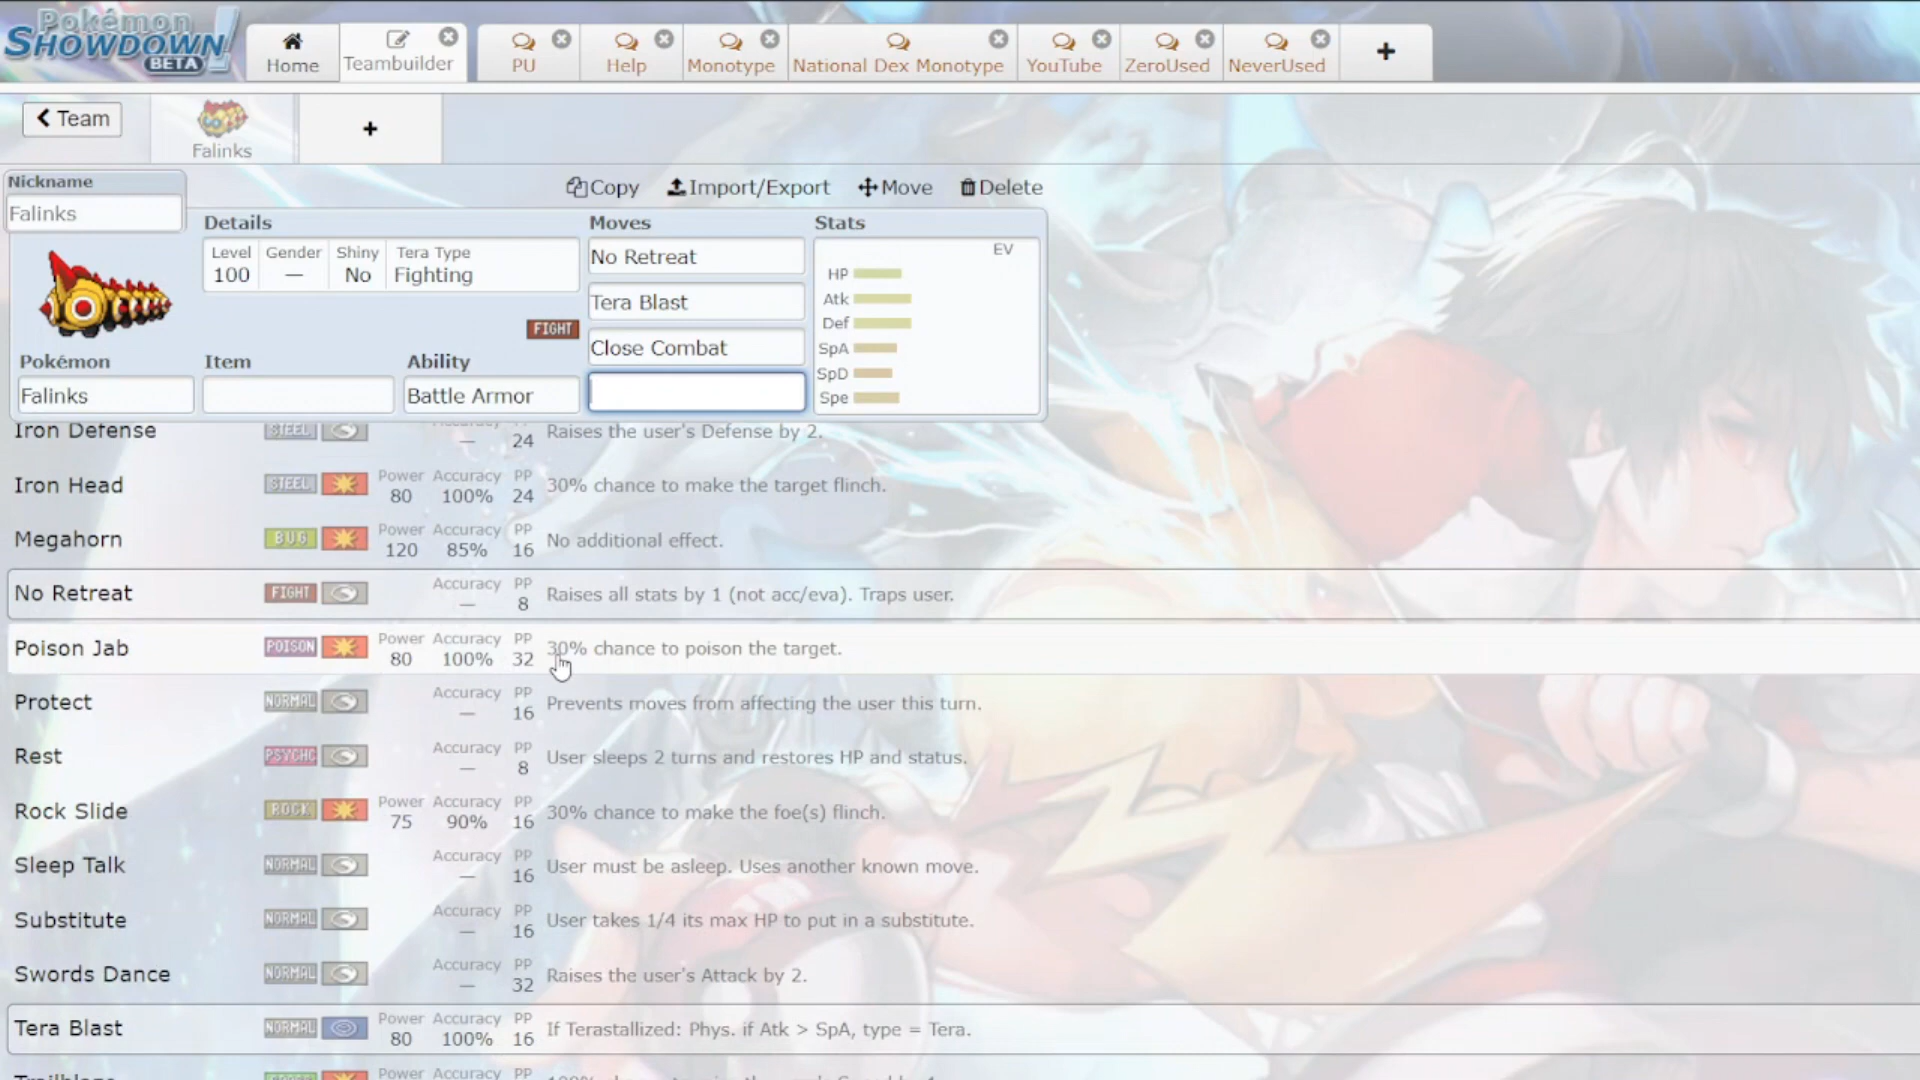 Pokémon
SHOWDOWN!
BETA
Home
Teambuilder
PU
Help
Monotype
National Dex Monotype
YouTube
ZeroUsed
NeverUsed
+
Team
Falinks
+
Nickname
Falinks
Copy
Import/Export
Move
Delete
Details
Level
100
Gender
—
Shiny
No
Tera Type
Fighting
FIGHT
Pokémon
Falinks
Item
Ability
Battle Armor
Moves
No Retreat
Tera Blast
Close Combat
Stats
EV
HP
Atk
Def
SpA
SpD
Spe
Iron Defense STEEL Accuracy — 24 Raises the user's Defense by 2.
Iron Head STEEL Power 80 Accuracy 100% PP 24 30% chance to make the target flinch.
Megahorn BUG Power 120 Accuracy 85% PP 16 No additional effect.
No Retreat FIGHT Accuracy — PP 8 Raises all stats by 1 (not acc/eva). Traps user.
Poison Jab POISON Power 80 Accuracy 100% PP 32 30% chance to poison the target.
Protect NORMAL Accuracy — PP 16 Prevents moves from affecting the user this turn.
Rest PSYCHC Accuracy — PP 8 User sleeps 2 turns and restores HP and status.
Rock Slide ROCK Power 75 Accuracy 90% PP 16 30% chance to make the foe(s) flinch.
Sleep Talk NORMAL Accuracy — PP 16 User must be asleep. Uses another known move.
Substitute NORMAL Accuracy — PP 16 User takes 1/4 its max HP to put in a substitute.
Swords Dance NORMAL Accuracy — PP 32 Raises the user's Attack by 2.
Tera Blast NORMAL Power 80 Accuracy 100% PP 16 If Terastallized: Phys. if Atk > SpA, type = Tera.
Power Accuracy PP